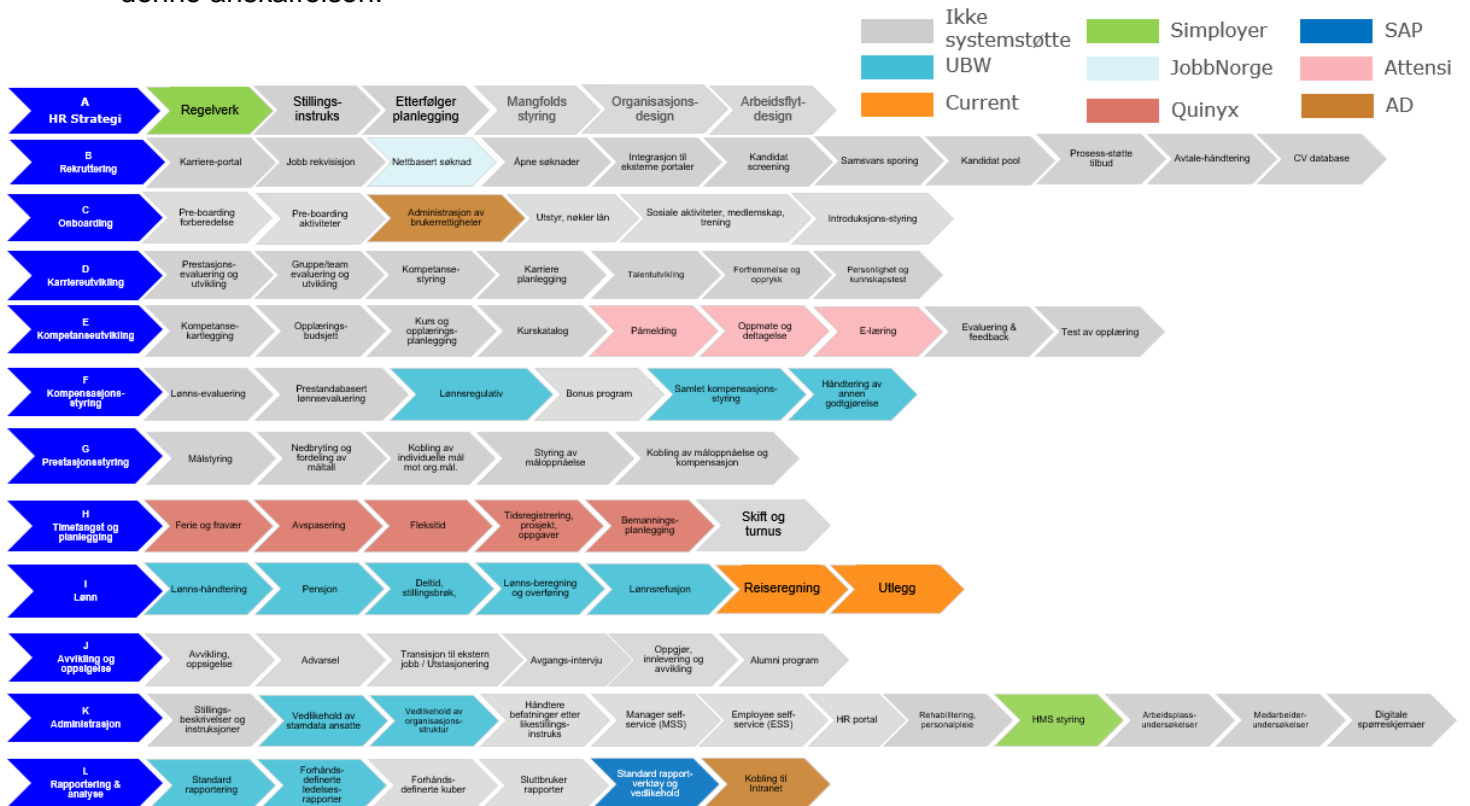 denne anskaffelsen.
Ikke
systemstøtte
Simployer
SAP
UBW
JobbNorge
Attensi
Current
Quinyx
AD
A
HR Strategi
Regelverk
Stillings-
instruks
Etterfølger
planlegging
Mangfolds
styring
Organisasjons-
design
Arbeidsflyt-
design
B
Rekruttering
Karriere-portal
Jobb rekvisisjon
Nettbasert søknad
Åpne søknader
Integrasjon til
eksterne portaler
Kandidat
screening
Samsvars sporing
Kandidat pool
Prosess-støtte
tilbud
Avtale-håndtering
CV database
C
Onboarding
Pre-boarding
forberedelse
Pre-boarding
aktiviteter
Administrasjon av
brukerrettigheter
Utstyr, nøkler lån
Sosiale aktiviteter, medlemskap,
trening
Introduksjons-styring
D
Karriereutvikling
Prestasjons-
evaluering og
utvikling
Gruppe/team
evaluering og
utvikling
Kompetanse-
styring
Karriere
planlegging
Talentutvikling
Forfremmelse og
opprykk
Personlighet og
kunnskapstest
E
Kompetanseutvikling
Kompetanse-
kartlegging
Opplærings-
budsjett
Kurs og
opplærings-
planlegging
Kurskatalog
Påmelding
Oppmøte og
deltagelse
E-læring
Evaluering &
feedback
Test av opplæring
F
Kompensasjons-
styring
Lønns-evaluering
Prestandabasert
lønnsevaluering
Lønnsregulativ
Bonus program
Samlet kompensasjons-
styring
Håndtering av
annen
godtgjørelse
G
Prestasjonsstyring
Målstyring
Nedbryting og
fordeling av
måltall
Kobling av
individuelle mål
mot org.mål.
Styring av
måloppnåelse
Kobling av måloppnåelse og
kompensasjon
H
Timefangst og
planlegging
Ferie og fravær
Avspasering
Fleksitid
Tidsregistrering,
prosjekt,
oppgaver
Bemannings-
planlegging
Skift og
turnus
I
Lønn
Lønns-håndtering
Pensjon
Deltid,
stillingsbrøk,
Lønns-beregning
og overføring
Lønnsrefusjon
Reiseregning
Utlegg
J
Avvikling og
oppsigelse
Avvikling,
oppsigelse
Advarsel
Transisjon til ekstern
jobb / Utstasjonering
Avgangs-intervju
Oppgjør,
innlevering og
avvikling
Alumni program
K
Administrasjon
Stillings-
beskrivelser og
instruksjoner
Vedlikehold av
stamdata ansatte
Vedlikehold av
organisasjons-
struktur
Håndtere
befatninger etter
likestillings-
instruks
Manager self-
service (MSS)
Employee self-
service (ESS)
HR portal
Rehabilitering,
personalpleie
HMS styring
Arbeidsplass-
undersøkelser
Medarbeider-
undersøkelser
Digitale
spørreskjemaer
L
Rapportering &
analyse
Standard
rapportering
Forhånds-
definerte
ledelses-
rapporter
Forhånds-
definerte kuber
Sluttbruker
rapporter
Standard rapport-
verktøy og
vedlikehold
Kobling til
Intranet